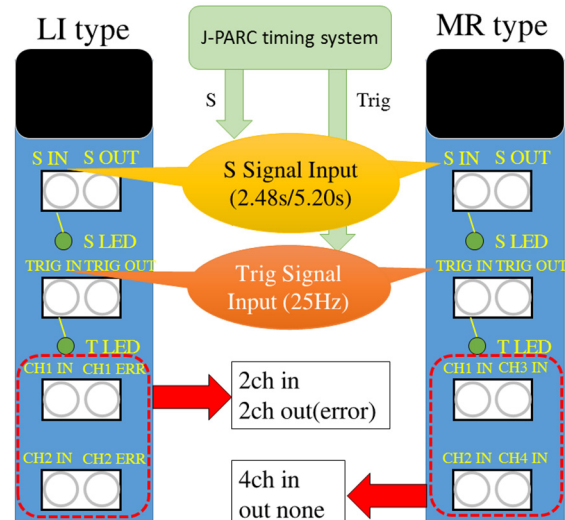 LI type
J-PARC timing system
MR type
S
Trig
S IN S OUT
S Signal Input
(2.48s/5.20s)
S IN S OUT
S LED
S LED
TRIG IN TRIG OUT
Trig Signal
Input (25Hz)
TRIG IN TRIG OUT
T LED
T LED
CH1 IN CH1 ERR
2ch in
2ch out(error)
CH1 IN CH3 IN
CH2 IN CH2 ERR
4ch in
out none
CH2 IN CH4 IN